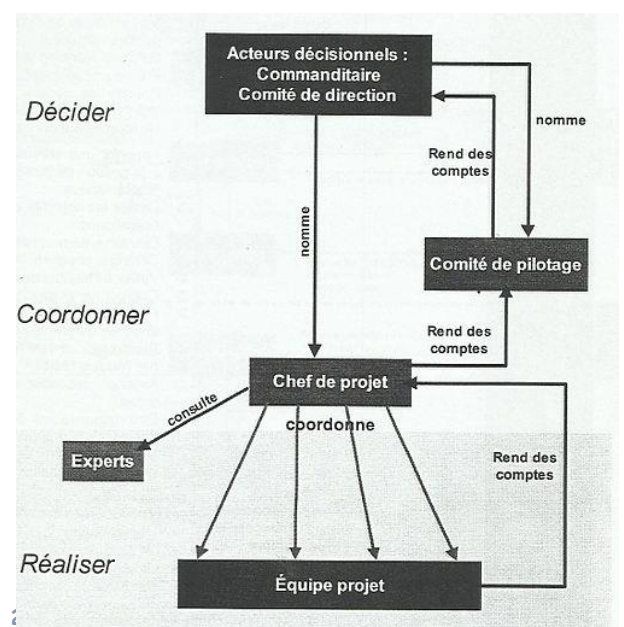 Acteurs décisionnels :
Commanditaire
Comité de direction
Décider
nomme
Rend des
comptes
nomme
Comité de pilotage
Coordonner
Rend des
comptes
Chef de projet
consulte
coordonne
Experts
Rend des
comptes
Réaliser
Équipe projet